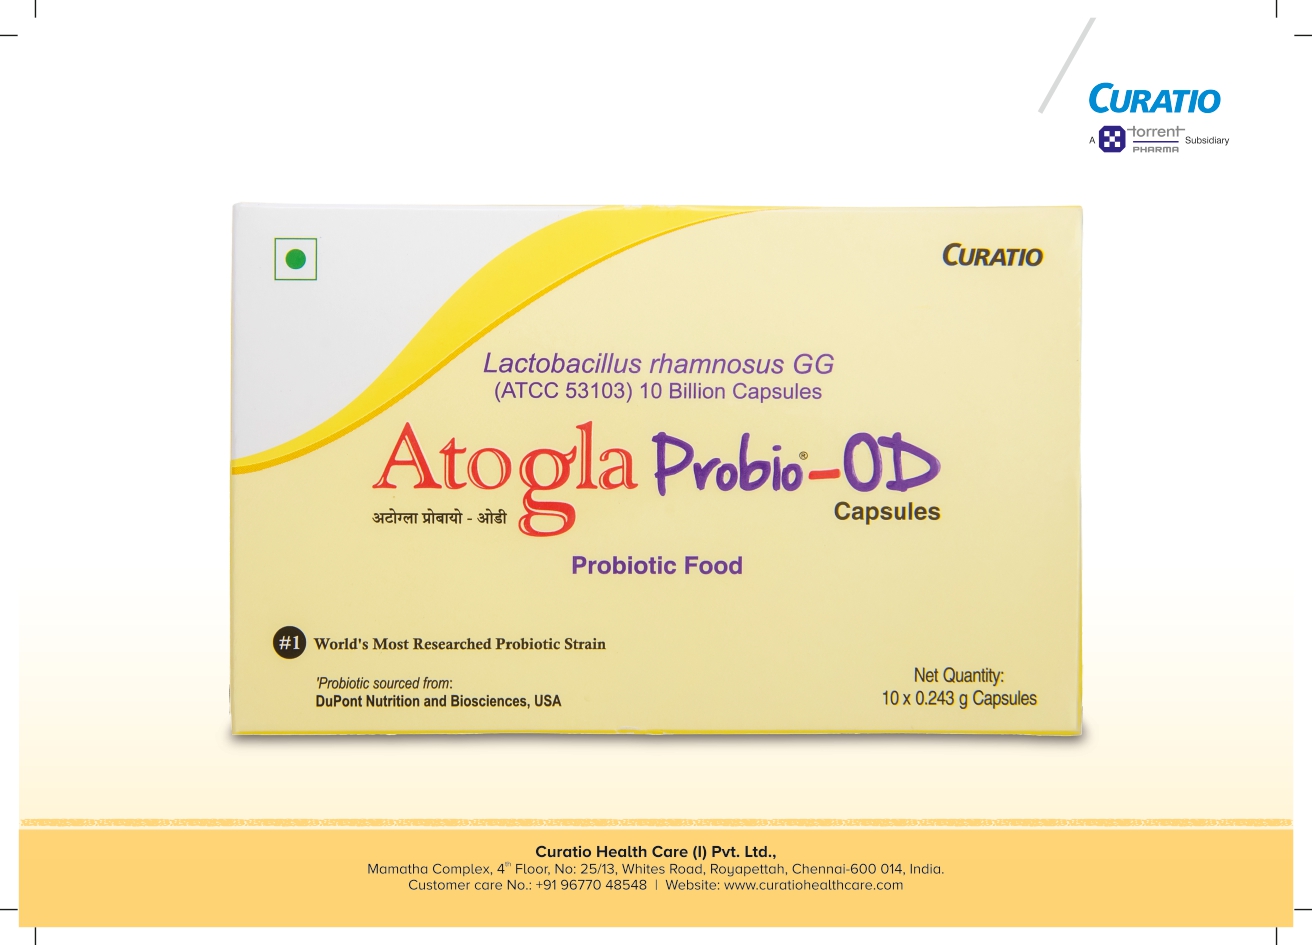 CURATIO
A torrent PHARMA Subsidiary
CURATIO
Lactobacillus rhamnosus GG
(ATCC 53103) 10 Billion Capsules
Atogla Probio®-OD
अटोग्ला प्रोबायो - ओडी
Capsules
Probiotic Food
#1 World's Most Researched Probiotic Strain
'Probiotic sourced from:
DuPont Nutrition and Biosciences, USA
Net Quantity:
10 x 0.243 g Capsules
Curatio Health Care (I) Pvt. Ltd.,
Mamatha Complex, 4th Floor, No: 25/13, Whites Road, Royapettah, Chennai-600 014, India.
Customer care No.: +91 96770 48548 | Website: www.curatiohealthcare.com